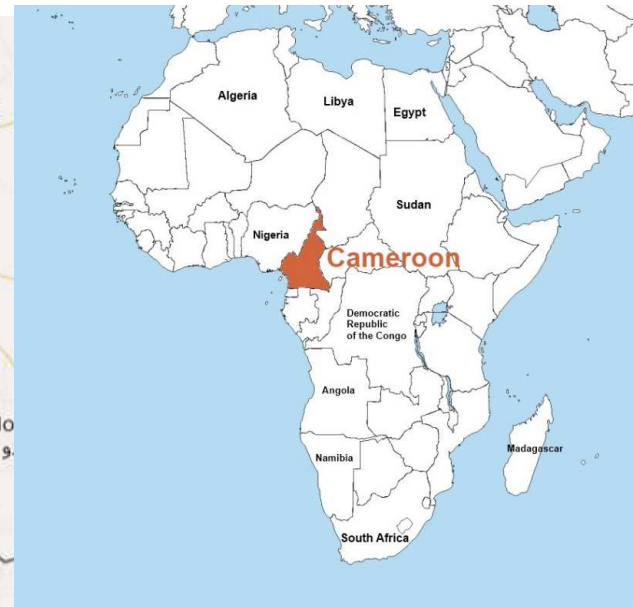 Algeria
Libya
Egypt
Sudan
Nigeria
Cameroon
Democratic
Republic
of the Congo
Angola
Namibia
Madagascar
South Africa